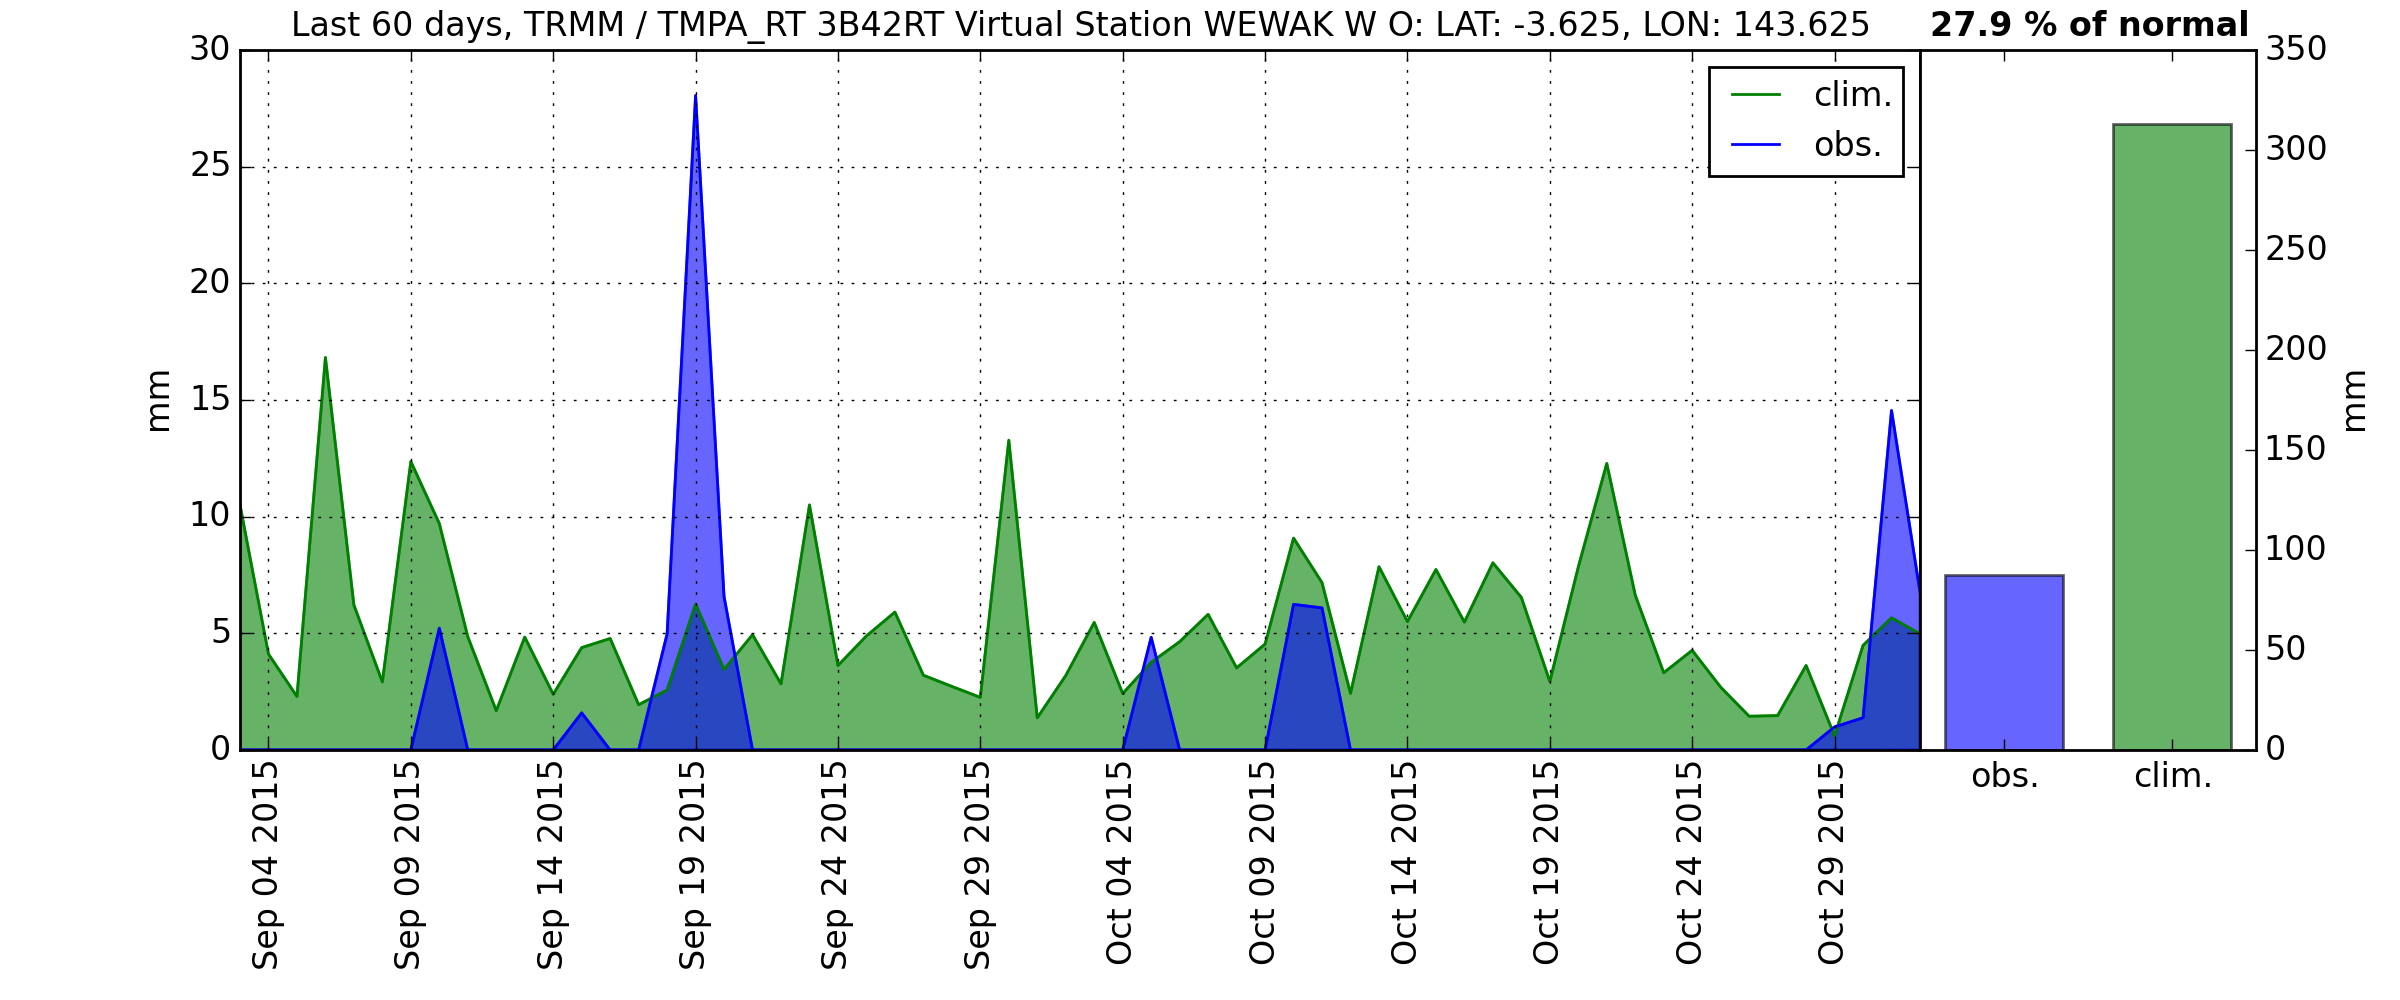 Last 60 days, TRMM / TMPA_RT 3B42RT Virtual Station WEWAK W O: LAT: -3.625, LON: 143.625
27.9 % of normal
clim.
obs.
30
25
20
15
10
5
0
mm
Sep 04 2015
Sep 09 2015
Sep 14 2015
Sep 19 2015
Sep 24 2015
Sep 29 2015
Oct 04 2015
Oct 09 2015
Oct 14 2015
Oct 19 2015
Oct 24 2015
Oct 29 2015
obs.
clim.
350
300
250
200
150
100
50
0
mm